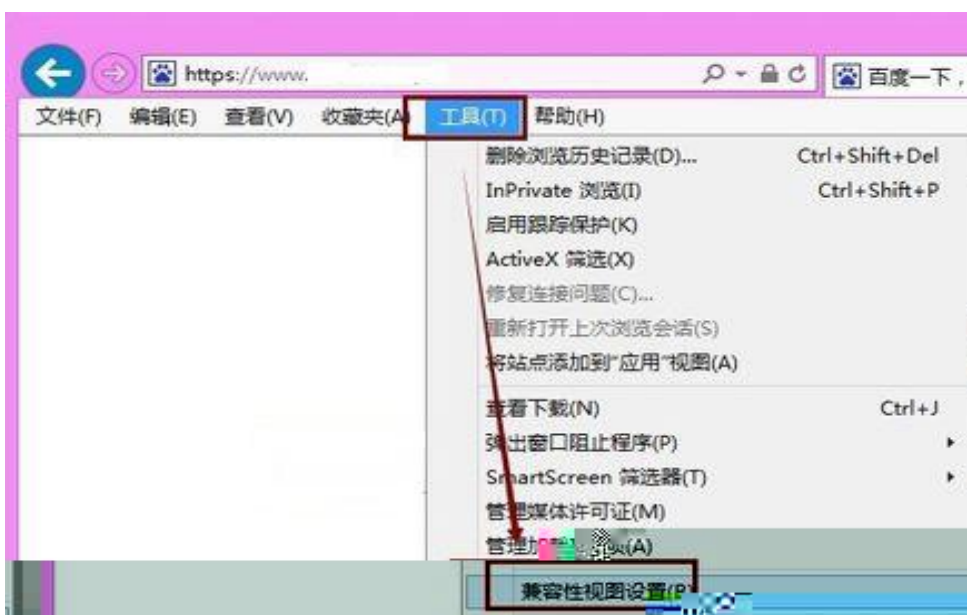 https://www.
百度一下，
文件(F) 编辑(E) 查看(V) 收藏夹(A 工具(T) 帮助(H)
删除浏览历史记录(D)... Ctrl+Shift+Del
InPrivate 浏览(I) Ctrl+Shift+P
启用跟踪保护(K)
ActiveX 筛选(X)
修复连接问题(C)...
重新打开上次浏览会话(S)
将站点添加到“应用”视图(A)
查看下载(N) Ctrl+J
弹出窗口阻止程序(P)
SmartScreen 筛选器(T)
管理媒体许可证(M)
管理加 (A)
兼容性视图设置(B